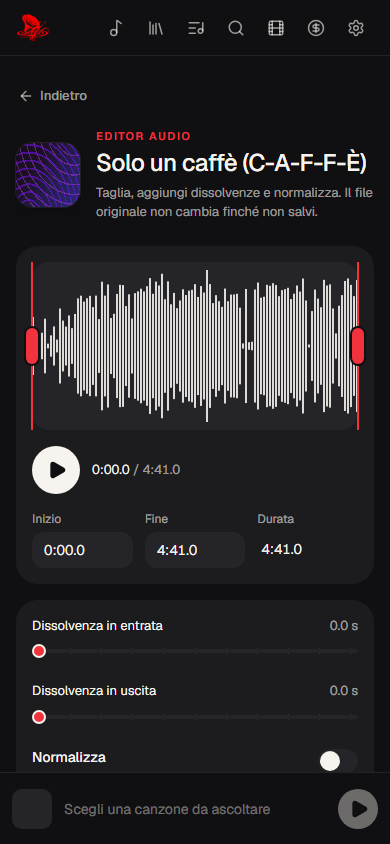 Indietro
EDITOR AUDIO
Solo un caffè (C-A-F-F-È)
Taglia, aggiungi dissolvenze e normalizza. Il file
originale non cambia finché non salvi.
0:00.0 / 4:41.0
Inizio Fine Durata
0:00.0 4:41.0 4:41.0
Dissolvenza in entrata 0.0 s
Dissolvenza in uscita 0.0 s
Normalizza
Scegli una canzone da ascoltare